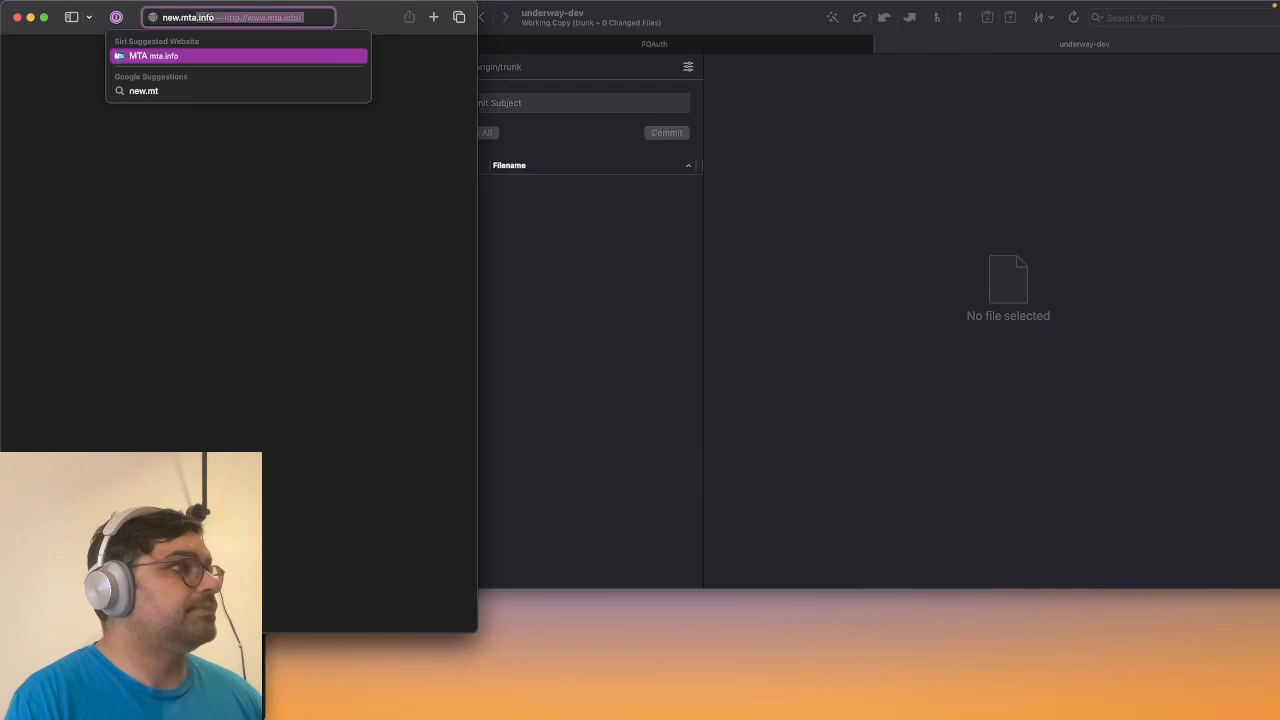 new.mta.info — http://www.mta.info/
Siri Suggested Website
MTA mta.info
Google Suggestions
new.mt
underway-dev
Working Copy (trunk – 0 Changed Files)
Search for File
FQAuth
underway-dev
rigin/trunk
nit Subject
All
Commit
Filename
No file selected